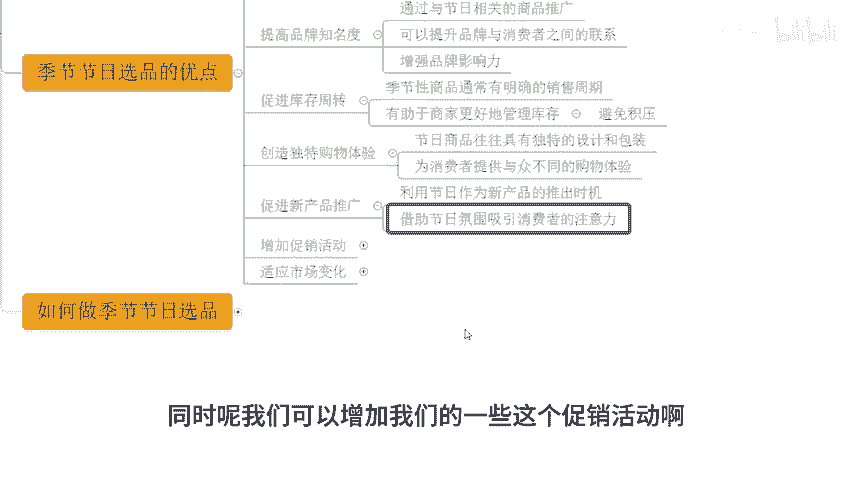 通过与节日相关的商品推广
提高品牌知名度
可以提升品牌与消费者之间的联系
增强品牌影响力
季节节日选品的优点
季节性商品通常有明确的销售周期
促进库存周转
有助于商家更好地管理库存
避免积压
节日商品往往具有独特的设计和包装
创造独特购物体验
为消费者提供与众不同的购物体验
利用节日作为新产品的推出时机
促进新产品推广
借助节日氛围吸引消费者的注意力
增加促销活动
适应市场变化
如何做季节节日选品
同时呢我们可以增加我们的一些这个促销活动啊
bilibili